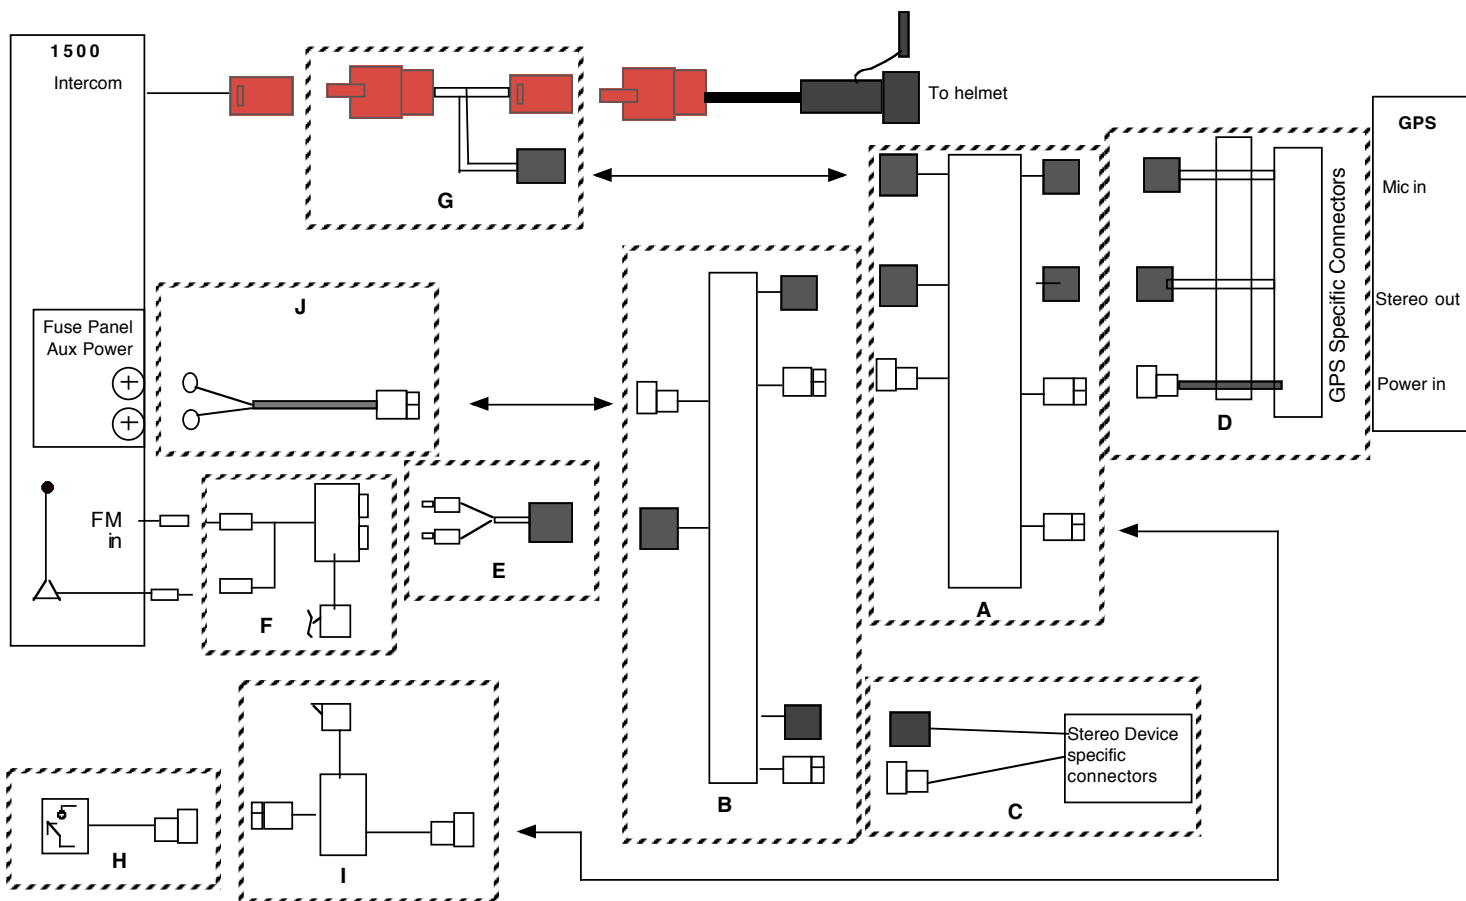 1500
Intercom
To helmet
GPS
Mic in
G
GPS Specific Connectors
Stereo out
J
Fuse Panel
Aux Power
Power in
D
FM
in
E
F
A
Stereo Device
specific
connectors
B
C
H
I